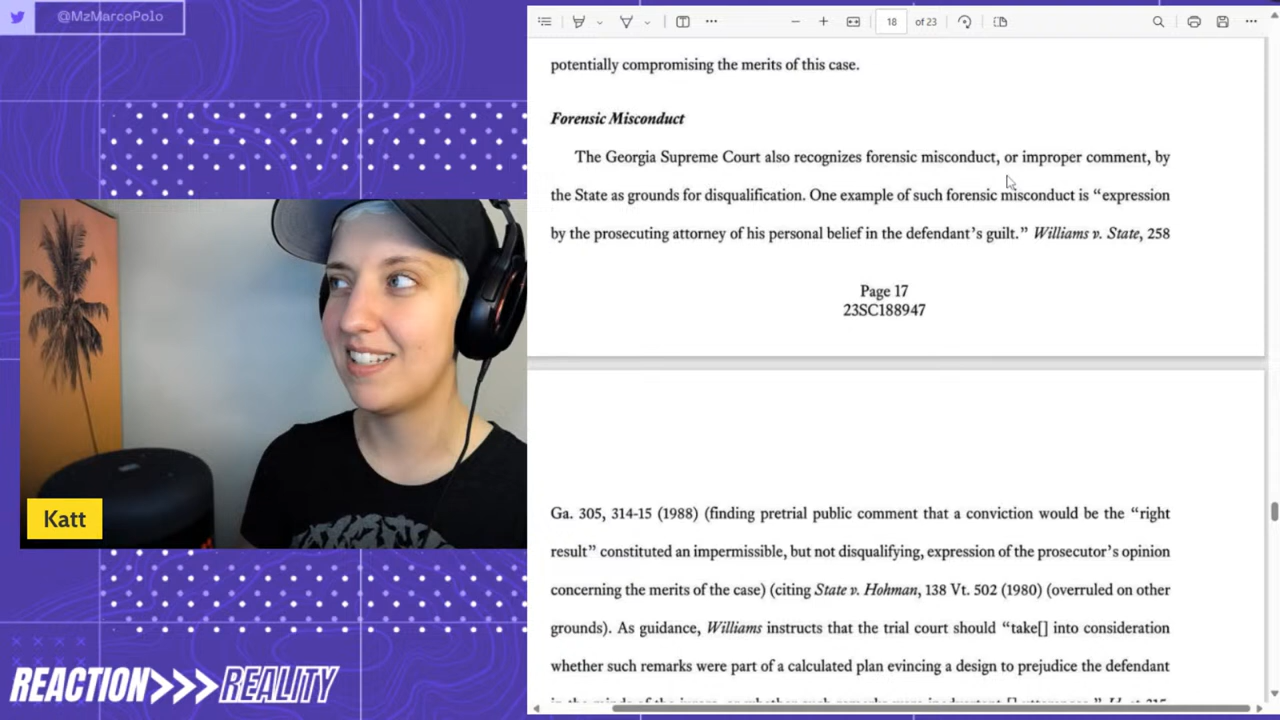 @MzMarcoPolo
18 of 23
potentially compromising the merits of this case.
Forensic Misconduct
The Georgia Supreme Court also recognizes forensic misconduct, or improper comment, by
the State as grounds for disqualification. One example of such forensic misconduct is “expression
by the prosecuting attorney of his personal belief in the defendant’s guilt.” Williams v. State, 258
Page 17
23SC188947
Ga. 305, 314-15 (1988) (finding pretrial public comment that a conviction would be the “right
result” constituted an impermissible, but not disqualifying, expression of the prosecutor’s opinion
concerning the merits of the case) (citing State v. Hohman, 138 Vt. 502 (1980) (overruled on other
grounds). As guidance, Williams instructs that the trial court should “take[] into consideration
whether such remarks were part of a calculated plan evincing a design to prejudice the defendant
Katt
REACTION>>>REALITY